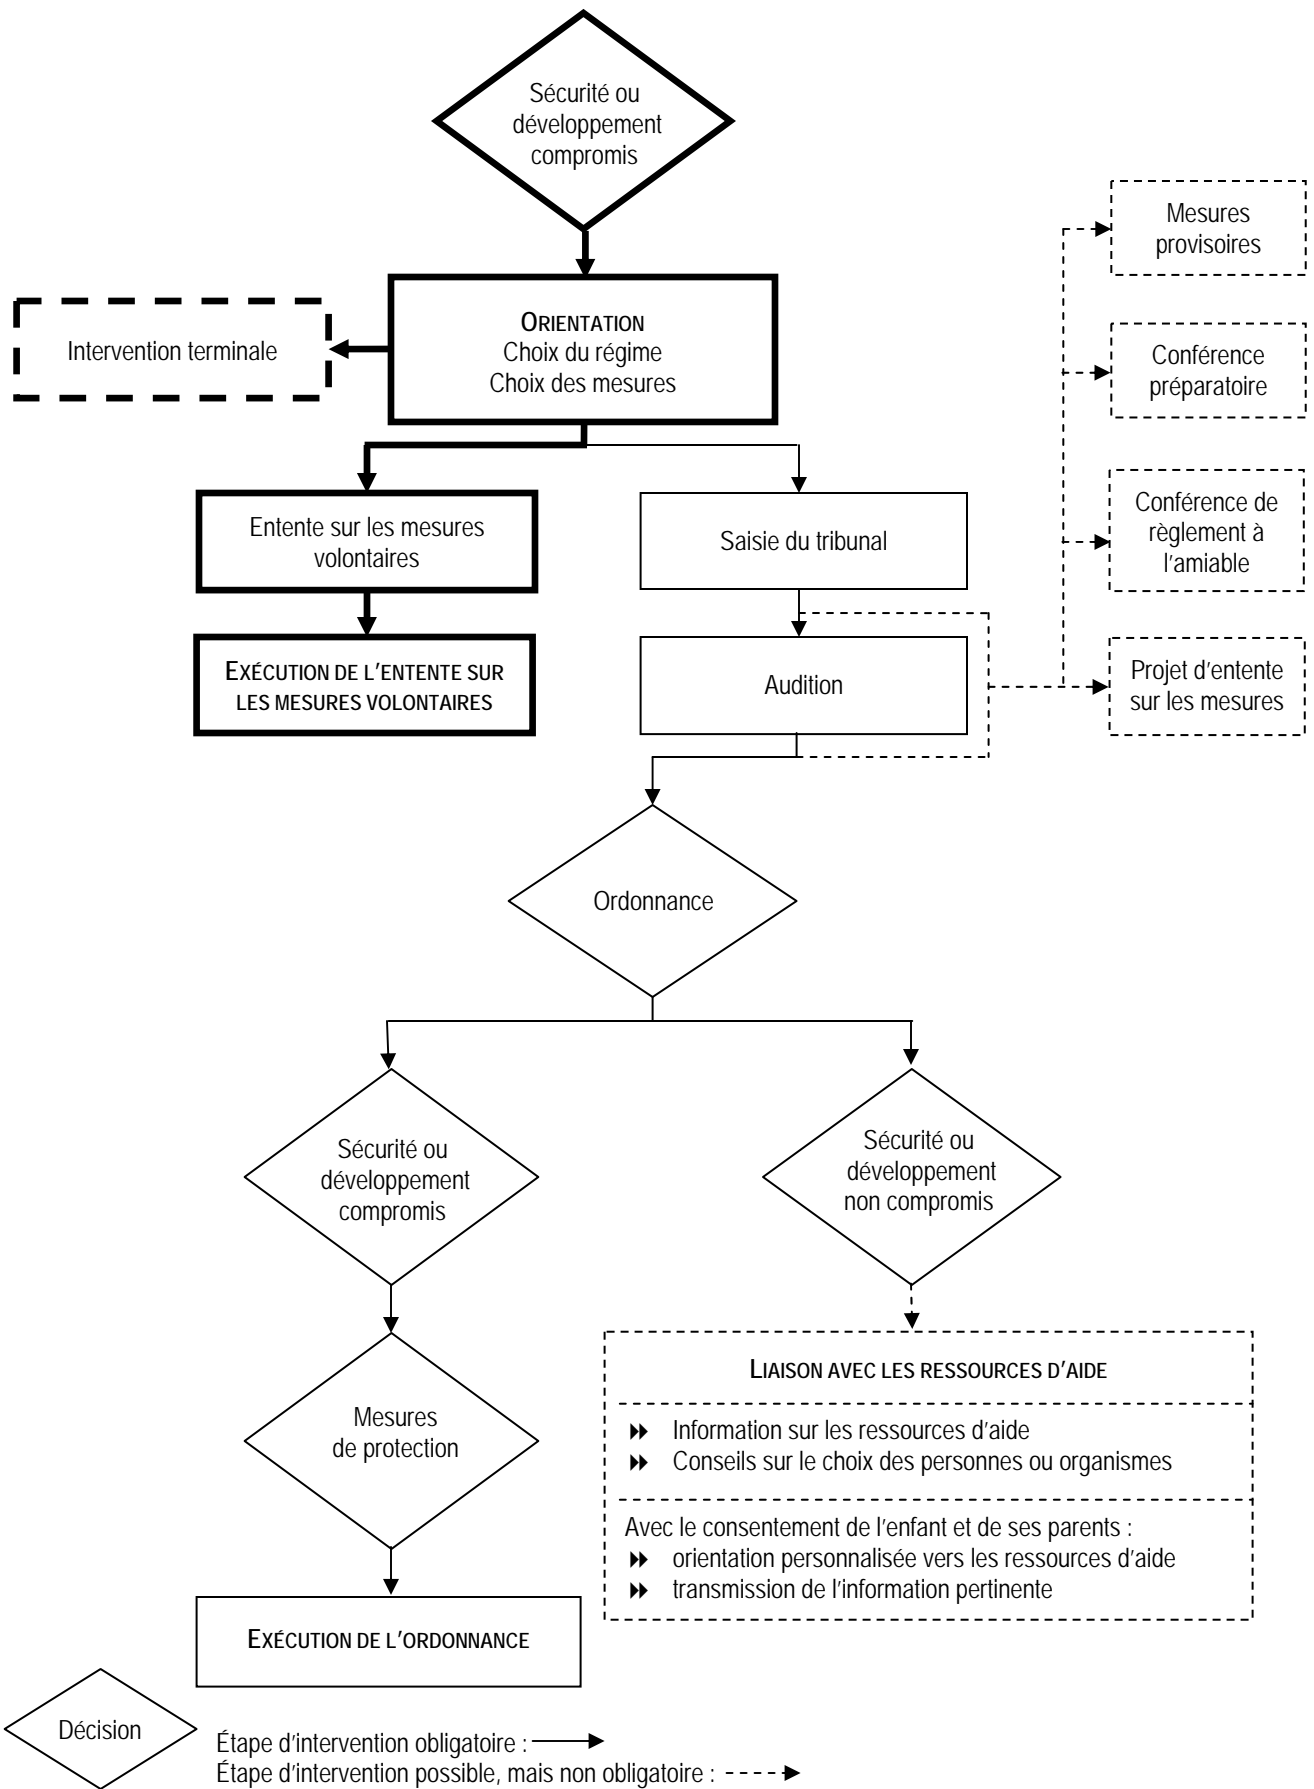 Sécurité ou
développement
compromis
Mesures
provisoires
ORIENTATION
Choix du régime
Choix des mesures
Intervention terminale
Conférence
préparatoire
Entente sur les mesures
volontaires
Saisie du tribunal
Conférence de
règlement à
l'amiable
EXÉCUTION DE L'ENTENTE SUR
LES MESURES VOLONTAIRES
Audition
Projet d'entente
sur les mesures
Ordonnance
Sécurité ou
développement
compromis
Sécurité ou
développement
non compromis
Mesures
de protection
LIAISON AVEC LES RESSOURCES D'AIDE
Information sur les ressources d'aide
Conseils sur le choix des personnes ou organismes
Avec le consentement de l'enfant et de ses parents :
orientation personnalisée vers les ressources d'aide
transmission de l'information pertinente
EXÉCUTION DE L'ORDONNANCE
Décision
Étape d'intervention obligatoire :
Étape d'intervention possible, mais non obligatoire :